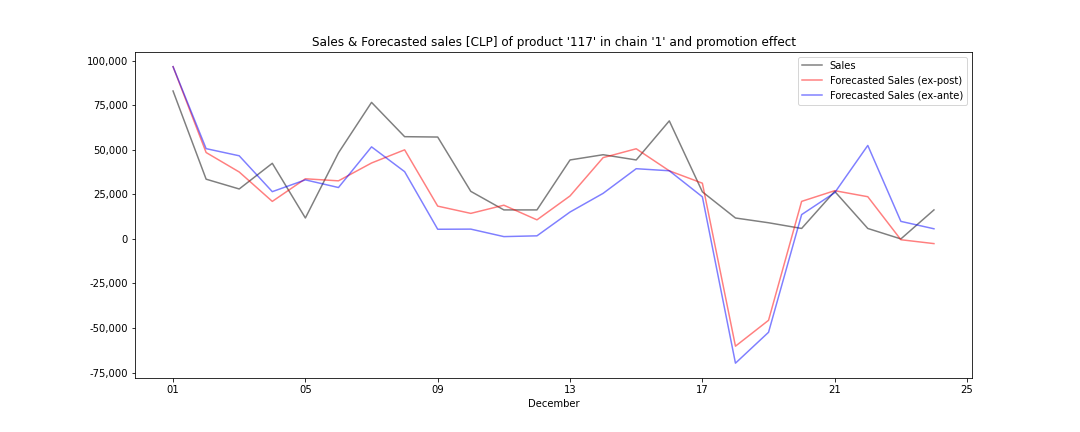 Sales & Forecasted sales [CLP] of product '117' in chain '1' and promotion effect
Sales
Forecasted Sales (ex-post)
Forecasted Sales (ex-ante)
100,000
75,000
50,000
25,000
0
-25,000
-50,000
-75,000
01 05 09 13 17 21 25
December